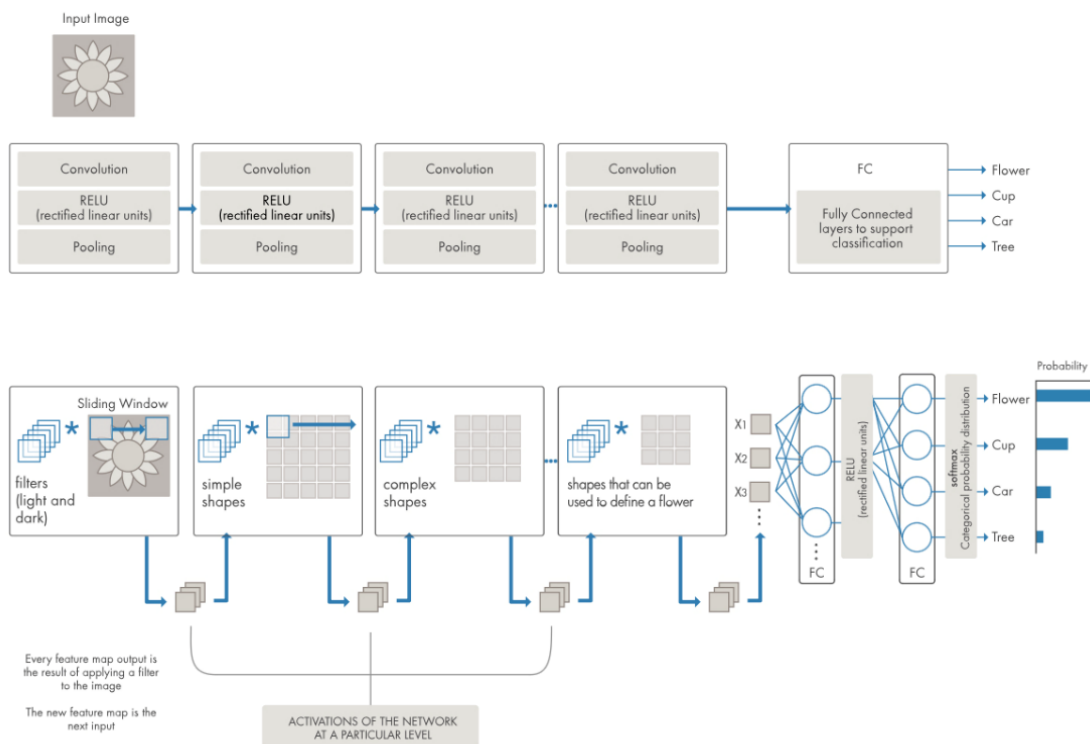 Input Image
Convolution
RELU
(rectified linear units)
Pooling
Convolution
RELU
(rectified linear units)
Pooling
Convolution
RELU
(rectified linear units)
Pooling
Convolution
RELU
(rectified linear units)
Pooling
FC
Fully Connected
layers to support
classification
Flower
Cup
Car
Tree
Sliding Window
*
filters
(light and
dark)
*
simple
shapes
*
complex
shapes
*
shapes that can be
used to define a flower
X1
X2
X3
FC
RELU
(rectified linear units)
FC
softmax
Categorical probability distribution
Probability
Flower
Cup
Car
Tree
Every feature map output is
the result of applying a filter
to the image
The new feature map is the
next input
ACTIVATIONS OF THE NETWORK
AT A PARTICULAR LEVEL